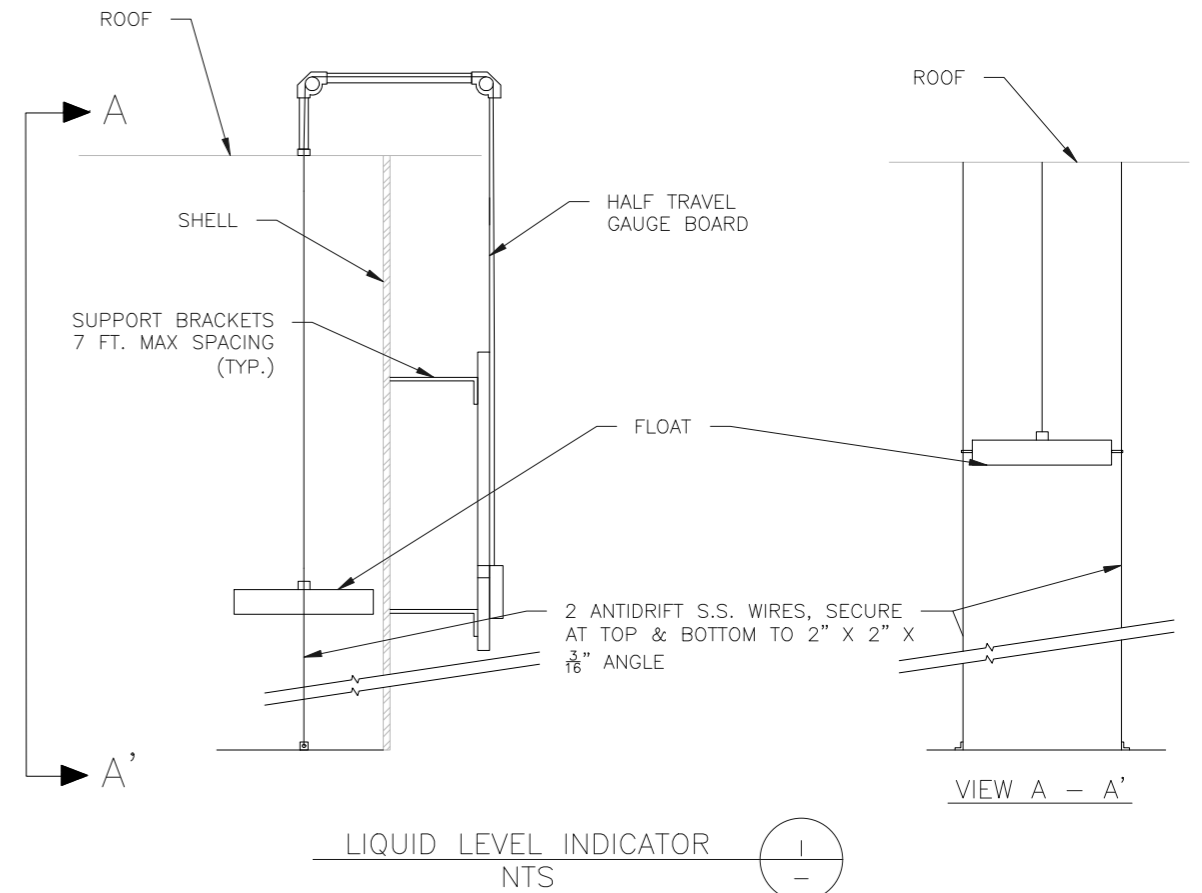 ROOF
A
ROOF
HALF TRAVEL
GAUGE BOARD
SHELL
SUPPORT BRACKETS
7 FT. MAX SPACING
(TYP.)
FLOAT
2 ANTIDRIFT S.S. WIRES, SECURE
AT TOP & BOTTOM TO 2" X 2" X
3/16" ANGLE
A'
VIEW A - A'
LIQUID LEVEL INDICATOR
NTS
1
-